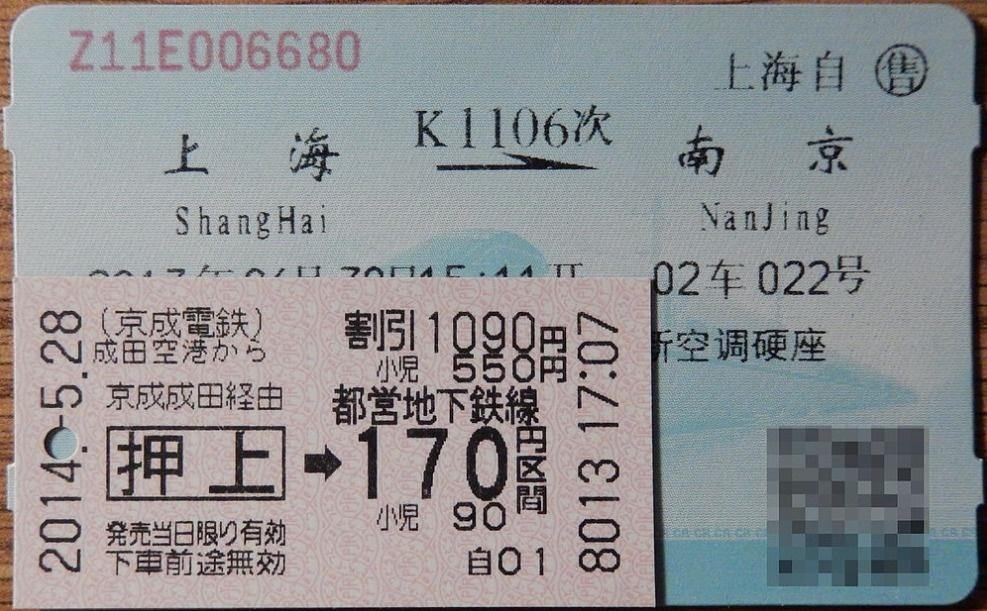 Z11E006680
上海自 售
上海 K1106次 南京
ShangHai NanJing
02车022号
新空调硬座
2014.-5.28
(京成電鉄)
成田空港から
京成成田経由
押上
発売当日限り有効
下車前途無効
割引1090円
小児 550円
都営地下鉄線
➡170円区間
小児 90
自01
8013 17:07